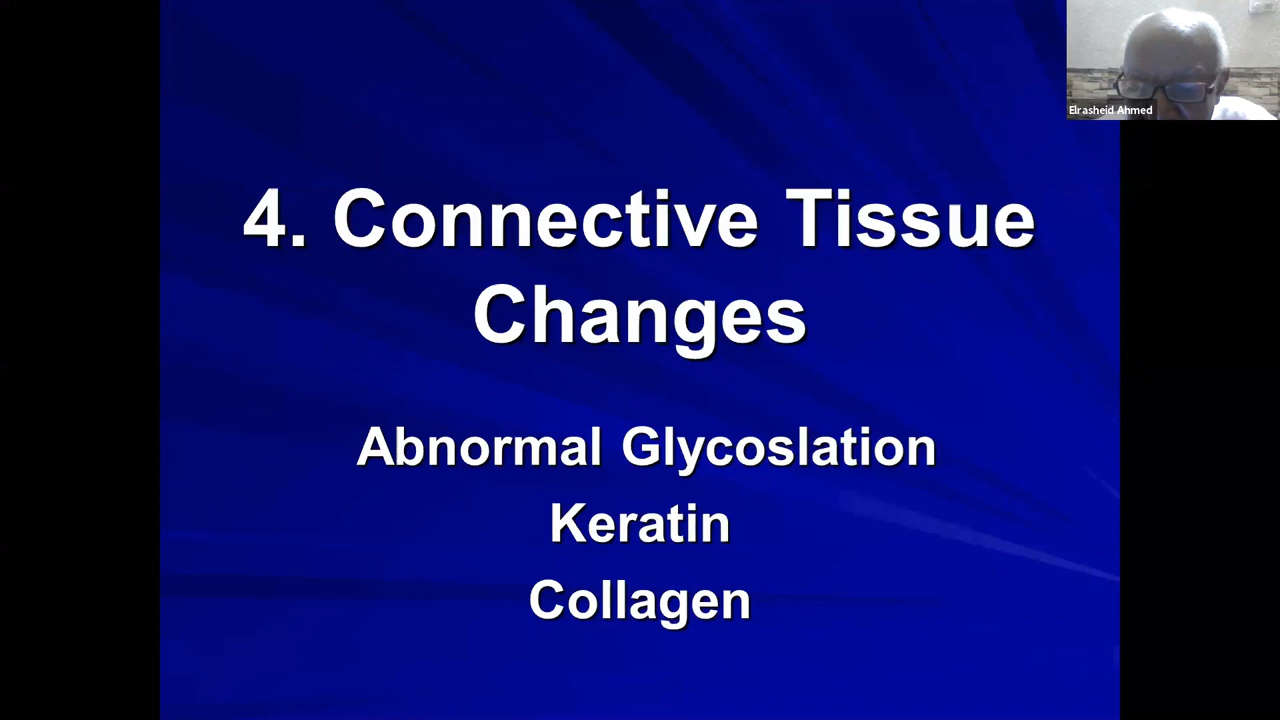 Elrasheid Ahmed
4. Connective Tissue
Changes
Abnormal Glycoslation
Keratin
Collagen